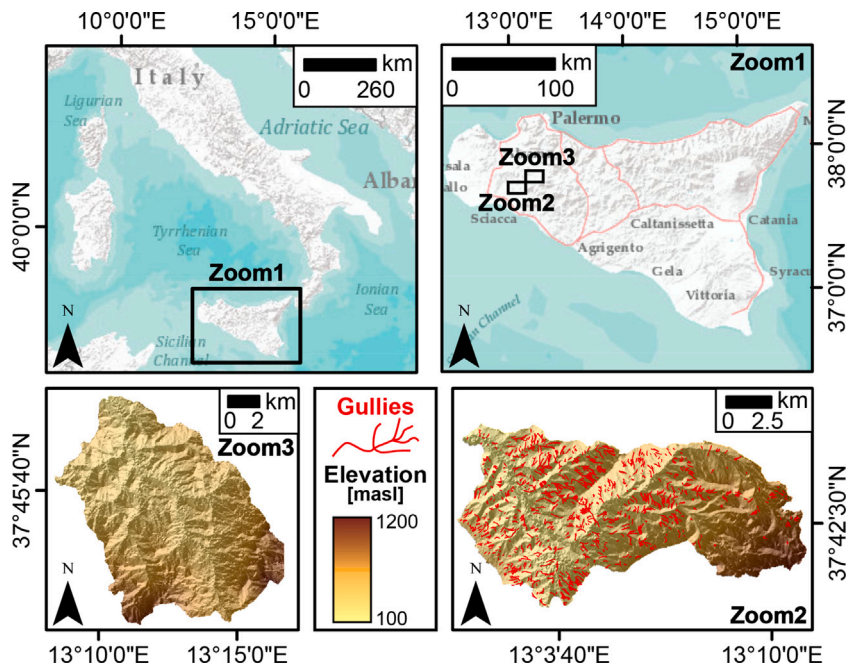 10°0'0"E 15°0'0"E
13°0'0"E 14°0'0"E 15°0'0"E
Italy
km
0 260
Ligurian
Sea
Adriatic Sea
Alban
40°0'0"N
Tyrrhenian
Sea
Zoom1
Ionian
Sea
N
Sicilian
Channel
km
0 100
Zoom1
Palermo
38°0'0"N
Zoom3
Zoom2
Sciacca
Caltanissetta
Catania
Agrigento
Gela
Vittoria
Syracu
37°0'0"N
Channel
N
km
0 2
Zoom3
37°45'40"N
N
13°10'0"E 13°15'0"E
Gullies
Elevation
[masl]
1200
100
km
0 2.5
37°42'30"N
N
Zoom2
13°3'40"E 13°10'0"E